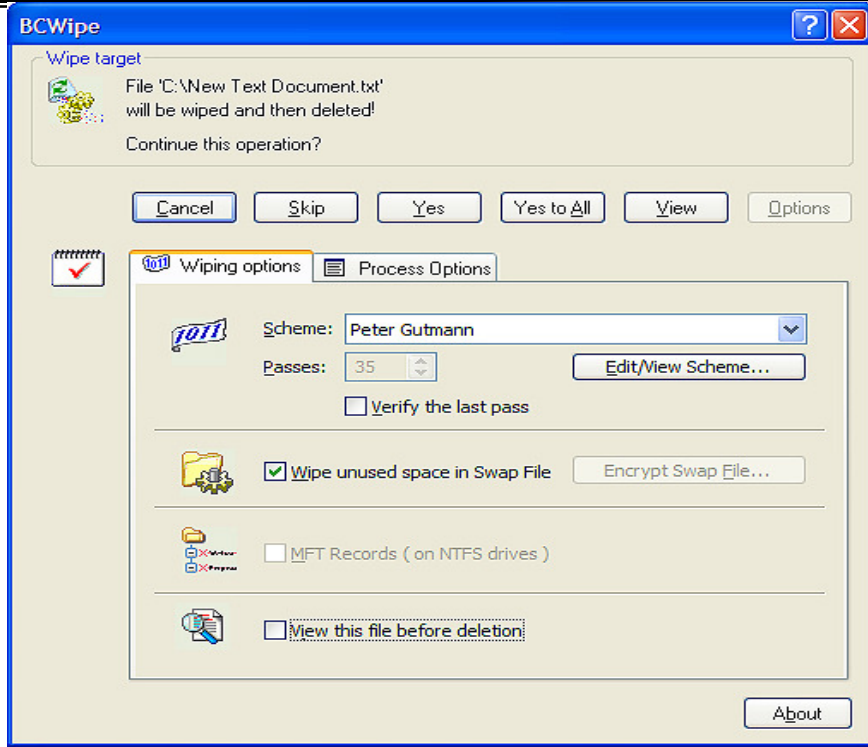 BCWipe
Wipe target
File 'C:\New Text Document.txt'
will be wiped and then deleted!
Continue this operation?
Cancel Skip Yes Yes to All View Options
1011 Wiping options Process Options
1011
Scheme: Peter Gutmann
Passes: 35 Edit/View Scheme...
Verify the last pass
Wipe unused space in Swap File Encrypt Swap File...
MFT Records ( on NTFS drives )
View this file before deletion
About